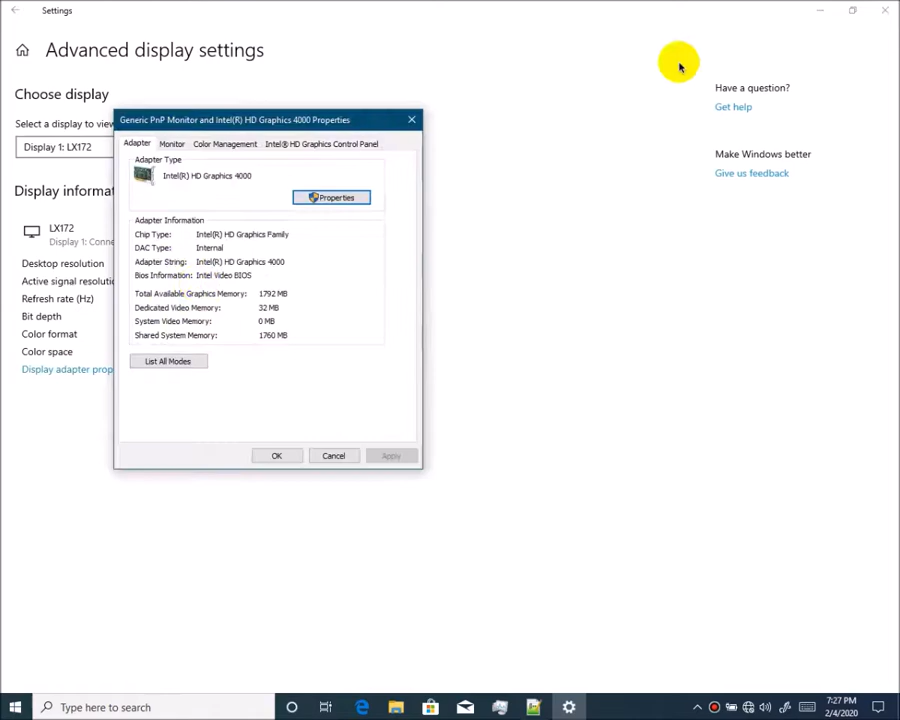 Settings
Advanced display settings
Choose display
Select a display to view
Display 1: LX172
Display informat
LX172
Display 1: Conne
Desktop resolution
Active signal resolutio
Refresh rate (Hz)
Bit depth
Color format
Color space
Display adapter prop
Generic PnP Monitor and Intel(R) HD Graphics 4000 Properties
Adapter Monitor Color Management Intel® HD Graphics Control Panel
Adapter Type
Intel(R) HD Graphics 4000
Properties
Adapter Information
Chip Type: Intel(R) HD Graphics Family
DAC Type: Internal
Adapter String: Intel(R) HD Graphics 4000
Bios Information: Intel Video BIOS
Total Available Graphics Memory: 1792 MB
Dedicated Video Memory: 32 MB
System Video Memory: 0 MB
Shared System Memory: 1760 MB
List All Modes
OK Cancel Apply
Have a question?
Get help
Make Windows better
Give us feedback
Type here to search
7:27 PM
2/4/2020